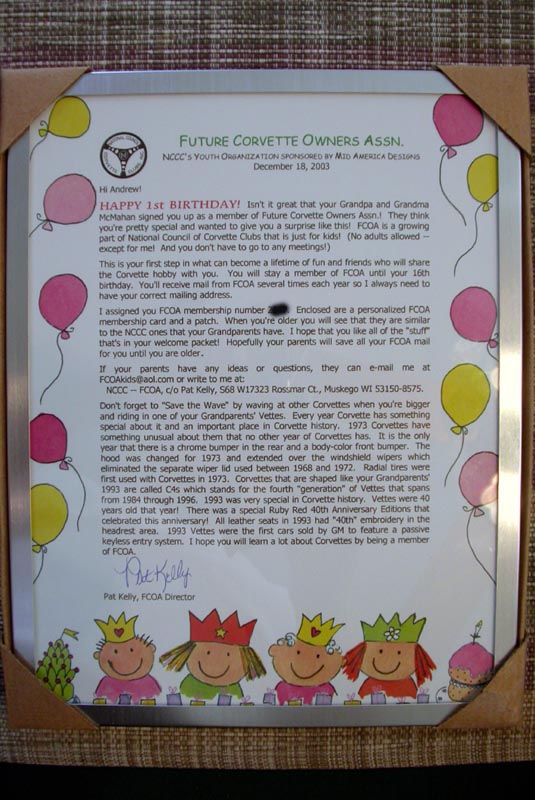 FUTURE CORVETTE OWNERS ASSN.
NCCC'S YOUTH ORGANIZATION SPONSORED BY MID AMERICA DESIGNS
December 18, 2003
Hi Andrew!
HAPPY 1ST BIRTHDAY! Isn't it great that your Grandpa and Grandma
McMahan signed you up as a member of Future Corvette Owners Assn.! They think
you're pretty special and wanted to give you a surprise like this! FCOA is a growing
part of National Council of Corvette Clubs that is just for kids! (No adults allowed --
except for me! And you don't have to go to any meetings!)
This is your first step in what can become a lifetime of fun and friends who will share
the Corvette hobby with you. You will stay a member of FCOA until your 16th
birthday. You'll receive mail from FCOA several times each year so I always need to
have your correct mailing address.
I assigned you FCOA membership number Enclosed are a personalized FCOA
membership card and a patch. When you're older you will see that they are similar
to the NCCC ones that your Grandparents have. I hope that you like all of the "stuff"
that's in your welcome packet! Hopefully your parents will save all your FCOA mail
for you until you are older.
If your parents have any ideas or questions, they can e-mail me at
FCOAkids@aol.com or write to me at:
NCCC -- FCOA, c/o Pat Kelly, S68 W17323 Rossmar Ct., Muskego WI 53150-8575.
Don't forget to "Save the Wave" by waving at other Corvettes when you're bigger
and riding in one of your Grandparents' Vettes. Every year Corvette has something
special about it and an important place in Corvette history. 1973 Corvettes have
something unusual about them that no other year of Corvettes has. It is the only
year that there is a chrome bumper in the rear and a body-color front bumper. The
hood was changed for 1973 and extended over the windshield wipers which
eliminated the separate wiper lid used between 1968 and 1972. Radial tires were
first used with Corvettes in 1973. Corvettes that are shaped like your Grandparents'
1993 are called C4s which stands for the fourth "generation" of Vettes that spans
from 1984 through 1996. 1993 was very special in Corvette history. Vettes were 40
years old that year! There was a special Ruby Red 40th Anniversary Editions that
celebrated this anniversary! All leather seats in 1993 had "40th" embroidery in the
headrest area. 1993 Vettes were the first cars sold by GM to feature a passive
keyless entry system. I hope you will learn a lot about Corvettes by being a member
of FCOA.
Pat Kelly
Pat Kelly, FCOA Director